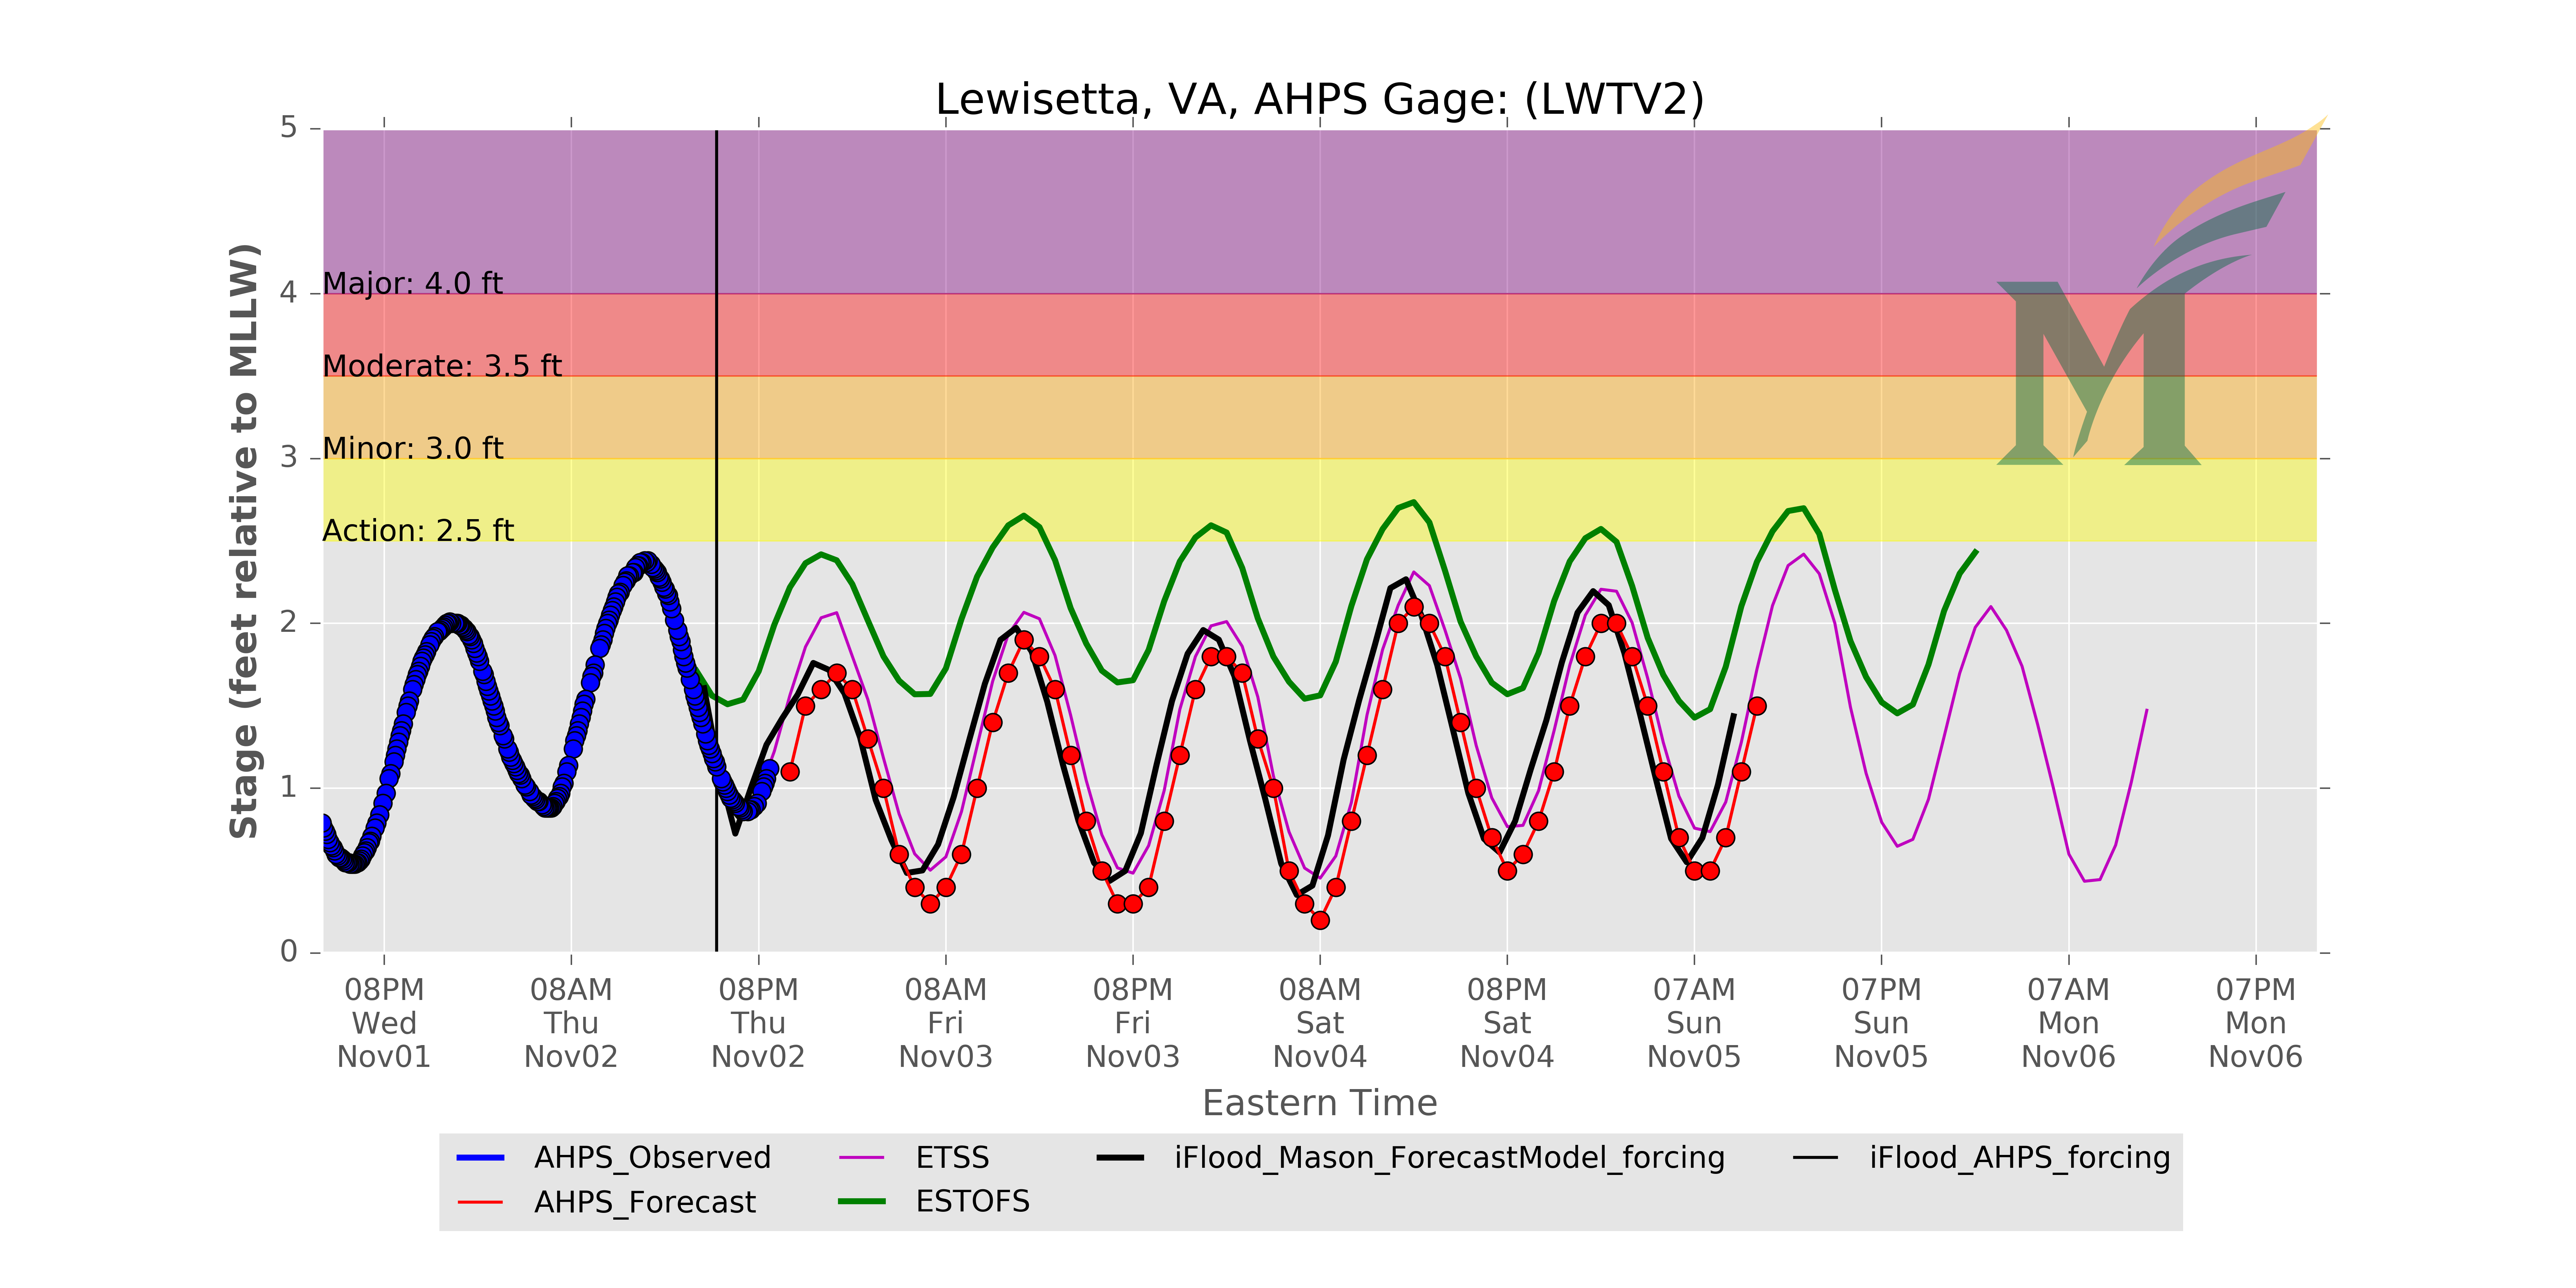 Lewisetta, VA, AHPS Gage: (LWTV2)
Stage (feet relative to MLLW)
5
4
3
2
1
0
Major: 4.0 ft
Moderate: 3.5 ft
Minor: 3.0 ft
Action: 2.5 ft
08PM 08AM 08PM 08AM 08PM 08AM 08PM 07AM 07PM 07AM 07PM
Wed Thu Thu Fri Fri Sat Sat Sun Sun Mon Mon
Nov01 Nov02 Nov02 Nov03 Nov03 Nov04 Nov04 Nov05 Nov05 Nov06 Nov06
Eastern Time
AHPS_Observed ETSS iFlood_Mason_ForecastModel_forcing iFlood_AHPS_forcing
AHPS_Forecast ESTOFS
M